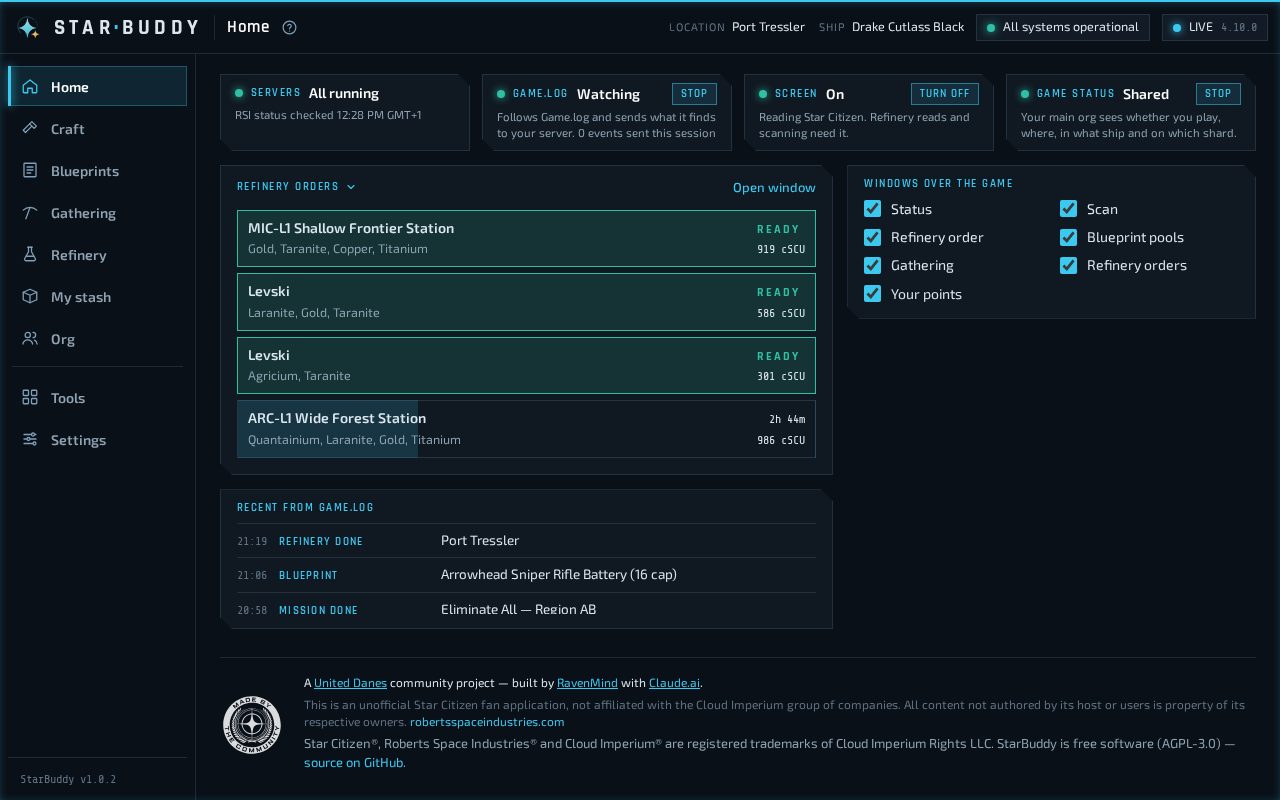 STAR·BUDDY
Home
LOCATION Port Tressler SHIP Drake Cutlass Black
All systems operational
LIVE 4.10.0
Home
Craft
Blueprints
Gathering
Refinery
My stash
Org
Tools
Settings
StarBuddy v1.0.2
SERVERS All running
RSI status checked 12:28 PM GMT+1
GAME.LOG Watching STOP
Follows Game.log and sends what it finds
to your server. 0 events sent this session
SCREEN On TURN OFF
Reading Star Citizen. Refinery reads and
scanning need it.
GAME STATUS Shared STOP
Your main org sees whether you play,
where, in what ship and on which shard.
REFINERY ORDERS Open window
MIC-L1 Shallow Frontier Station READY
Gold, Taranite, Copper, Titanium 919 cSCU
Levski READY
Laranite, Gold, Taranite 586 cSCU
Levski READY
Agricium, Taranite 301 cSCU
ARC-L1 Wide Forest Station 2h 44m
Quantainium, Laranite, Gold, Titanium 986 cSCU
WINDOWS OVER THE GAME
Status Scan
Refinery order Blueprint pools
Gathering Refinery orders
Your points
RECENT FROM GAME.LOG
21:19 REFINERY DONE Port Tressler
21:06 BLUEPRINT Arrowhead Sniper Rifle Battery (16 cap)
20:58 MISSION DONE Eliminate All — Region AB
MADE BY THE COMMUNITY
A United Danes community project — built by RavenMind with Claude.ai.
This is an unofficial Star Citizen fan application, not affiliated with the Cloud Imperium group of companies. All content not authored by its host or users is property of its
respective owners. robertsspaceindustries.com
Star Citizen®, Roberts Space Industries® and Cloud Imperium® are registered trademarks of Cloud Imperium Rights LLC. StarBuddy is free software (AGPL-3.0) —
source on GitHub.